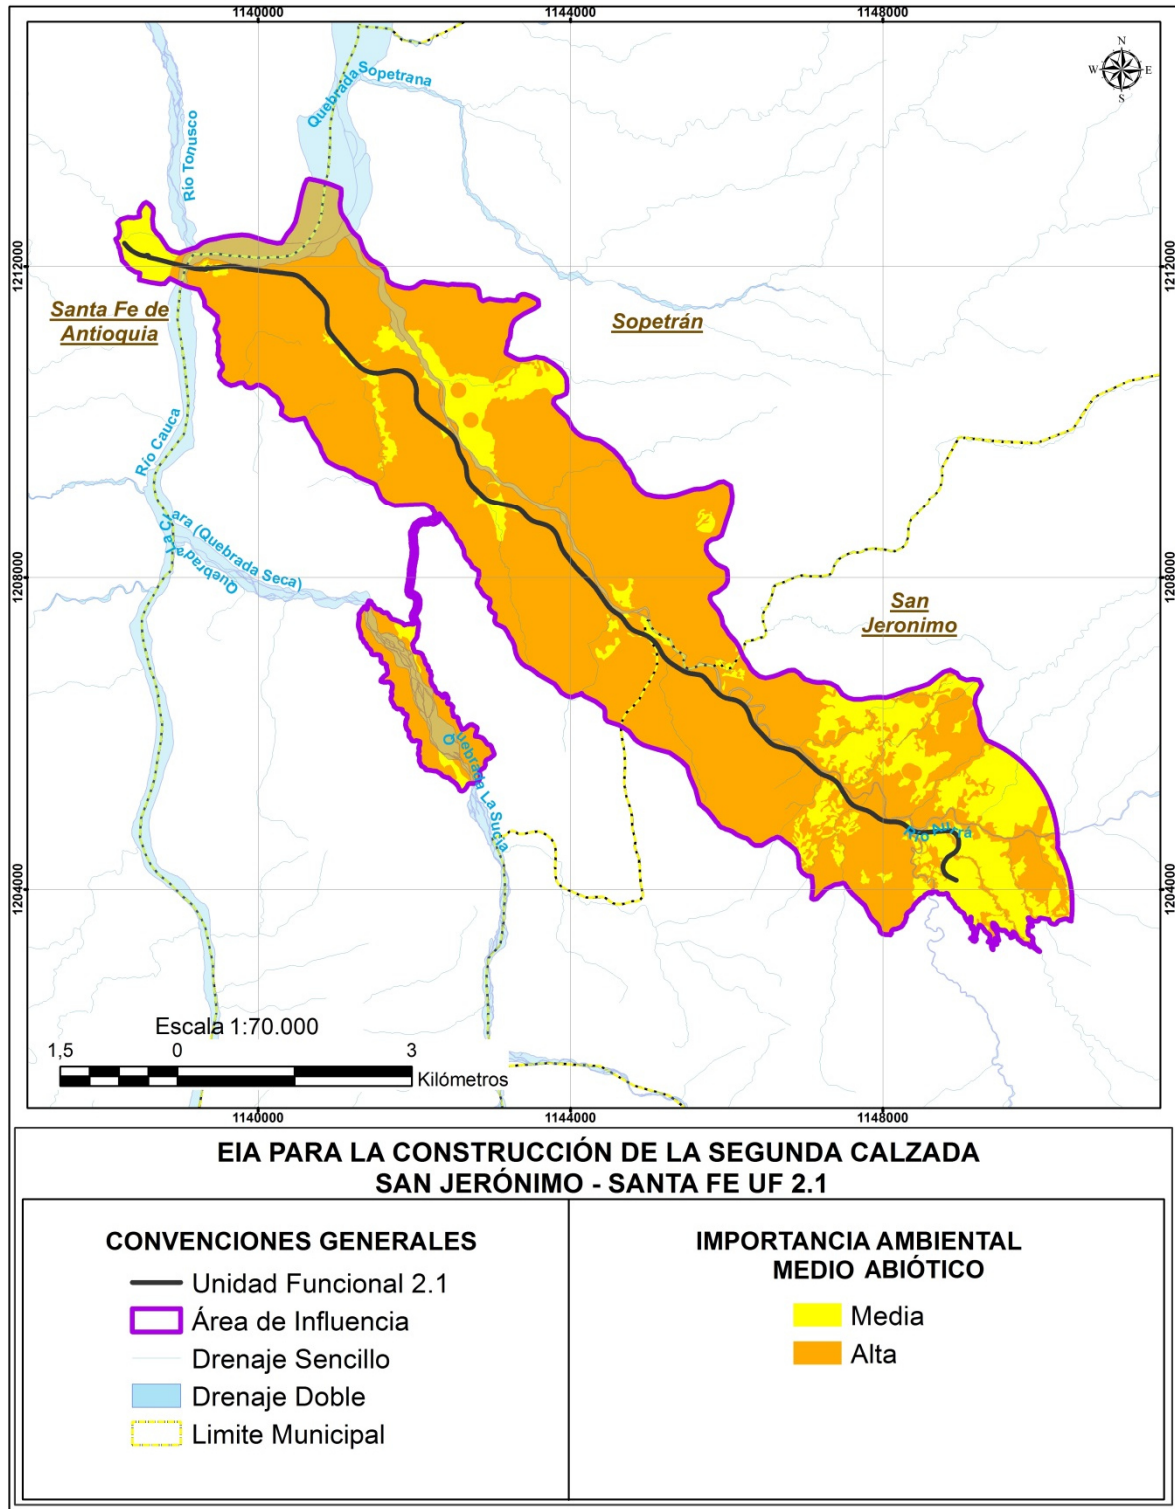 1140000
1144000
1148000
N
W
E
S
Quebrada Sopetrana
Río Tonusco
1212000
1212000
Santa Fe de
Antioquia
Sopetrán
Río Cauca
Quebrada
La Clara (Quebrada Seca)
1208000
1208000
San
Jeronimo
Quebrada La Sucia
1204000
1204000
Escala 1:70.000
1,5
0
3
Kilómetros
1140000
1144000
1148000
EIA PARA LA CONSTRUCCIÓN DE LA SEGUNDA CALZADA
SAN JERÓNIMO - SANTA FE UF 2.1
CONVENCIONES GENERALES
Unidad Funcional 2.1
Área de Influencia
Drenaje Sencillo
Drenaje Doble
Limite Municipal
IMPORTANCIA AMBIENTAL
MEDIO ABIÓTICO
Media
Alta